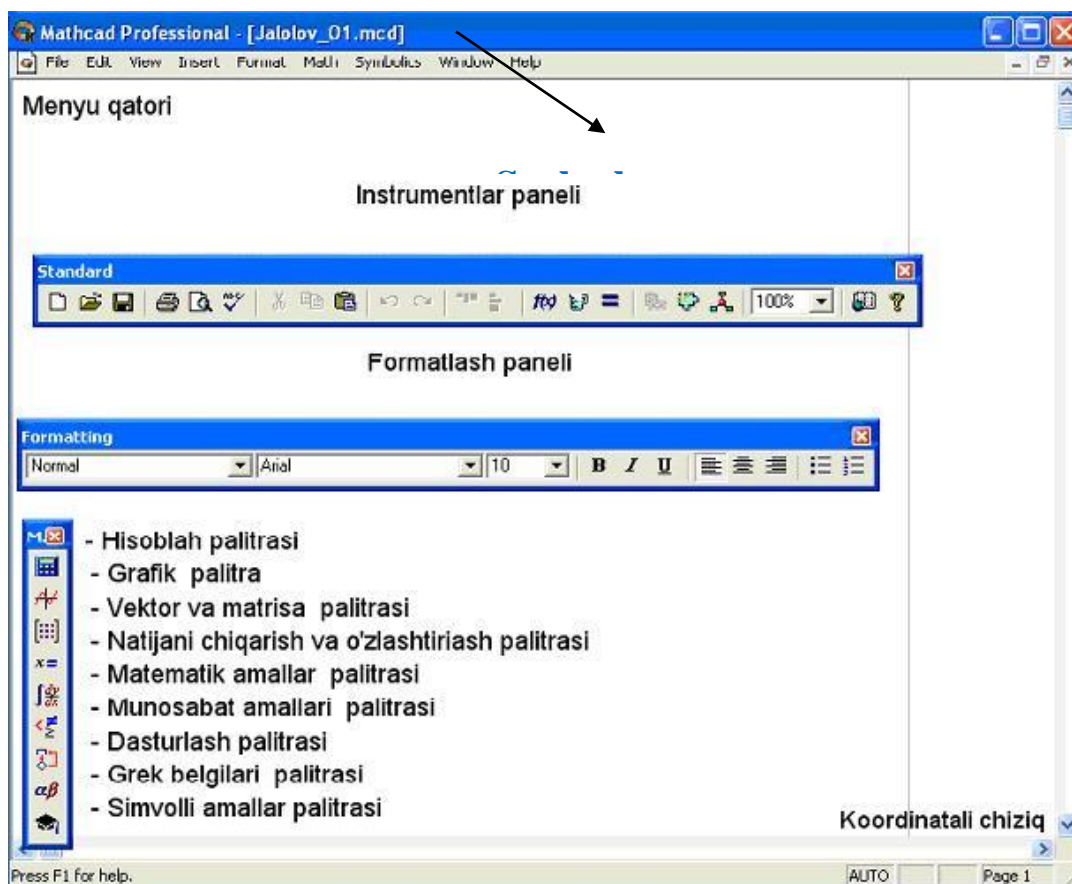 Mathcad Professional - [Jalolov_01.mcd]
File Edit View Insert Format Math Symbolics Window Help
Menyu qatori
Instrumentlar paneli
Standard
f(x)
100%
Formatlash paneli
Formatting
Normal Arial 10 B I U
M
- Hisoblah palitrasi
- Grafik palitra
- Vektor va matrisa palitrasi
x= - Natijani chiqarish va o'zlashtiriash palitrasi
- Matematik amallar palitrasi
- Munosabat amallari palitrasi
- Dasturlash palitrasi
αβ - Grek belgilari palitrasi
- Simvolli amallar palitrasi
Koordinatali chiziq
Press F1 for help. AUTO Page 1